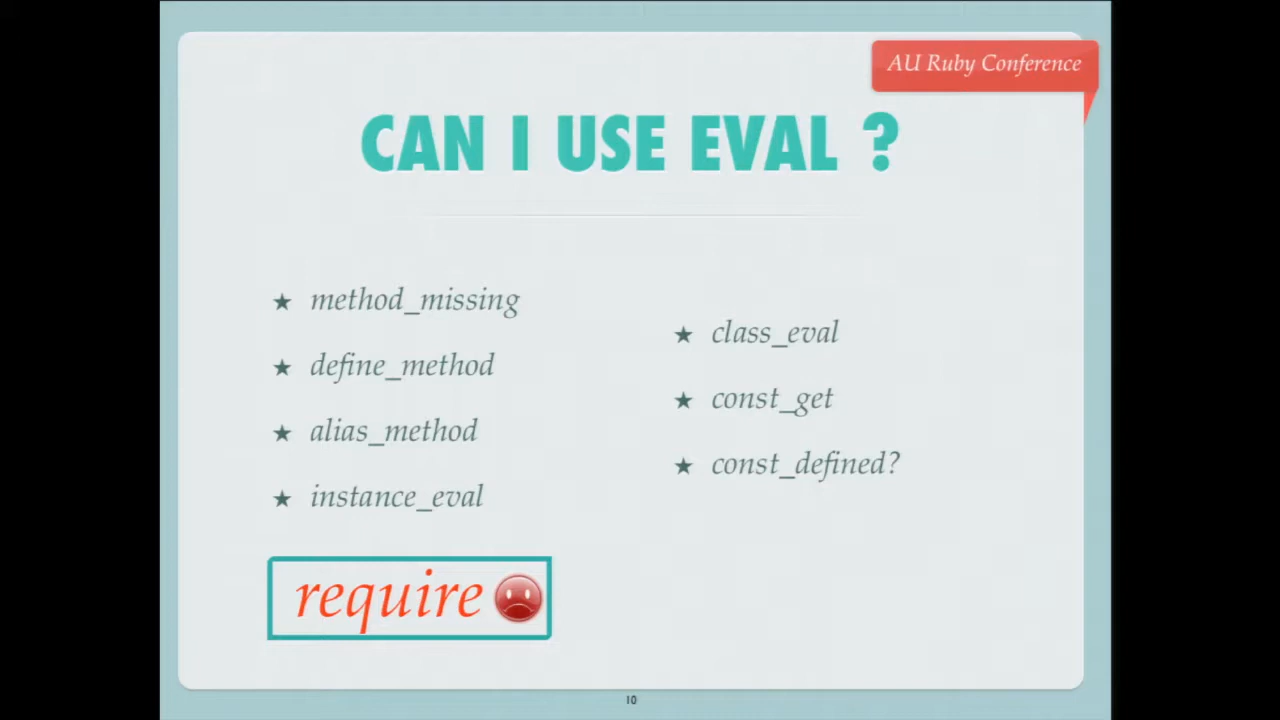 AU Ruby Conference
CAN I USE EVAL ?
★ method_missing
★ define_method
★ alias_method
★ instance_eval
★ class_eval
★ const_get
★ const_defined?
require
10